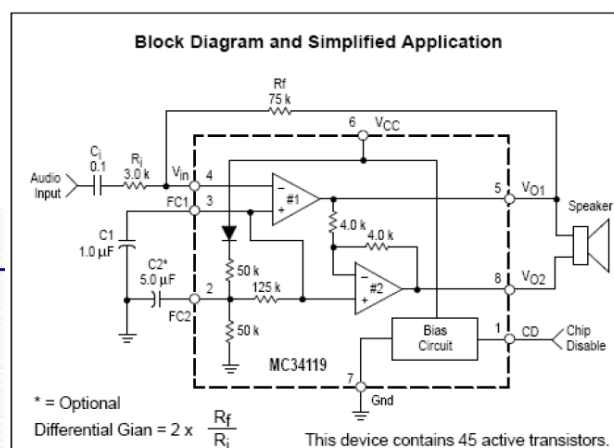 Block Diagram and Simplified Application
Rf
75 k
6 VCC
Ci
0.1
Ri
3.0 k
Audio
Input
Vin
4
#1
5
VO1
FC1
3
Speaker
4.0 k
4.0 k
C1
1.0 µF
C2*
5.0 µF
50 k
2
125 k
#2
8
VO2
FC2
50 k
Bias
Circuit
1
CD
Chip
Disable
MC34119
7
Gnd
* = Optional
Differential Gian = 2 x Rf
Ri
This device contains 45 active transistors.